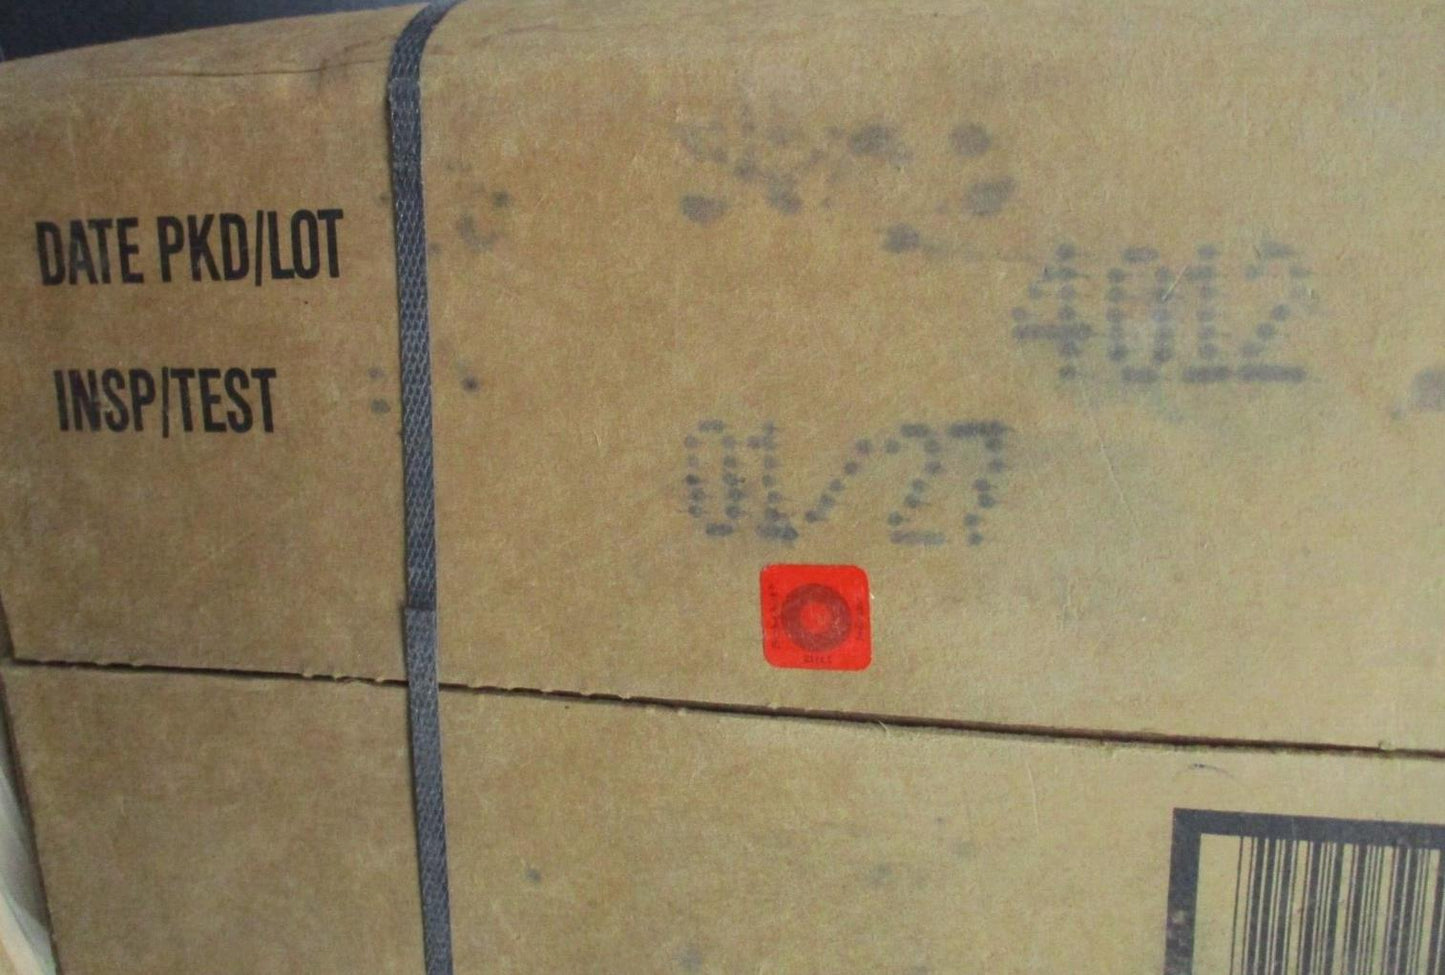 DATE PKD/LOT
4012
INSP/TEST
01/27